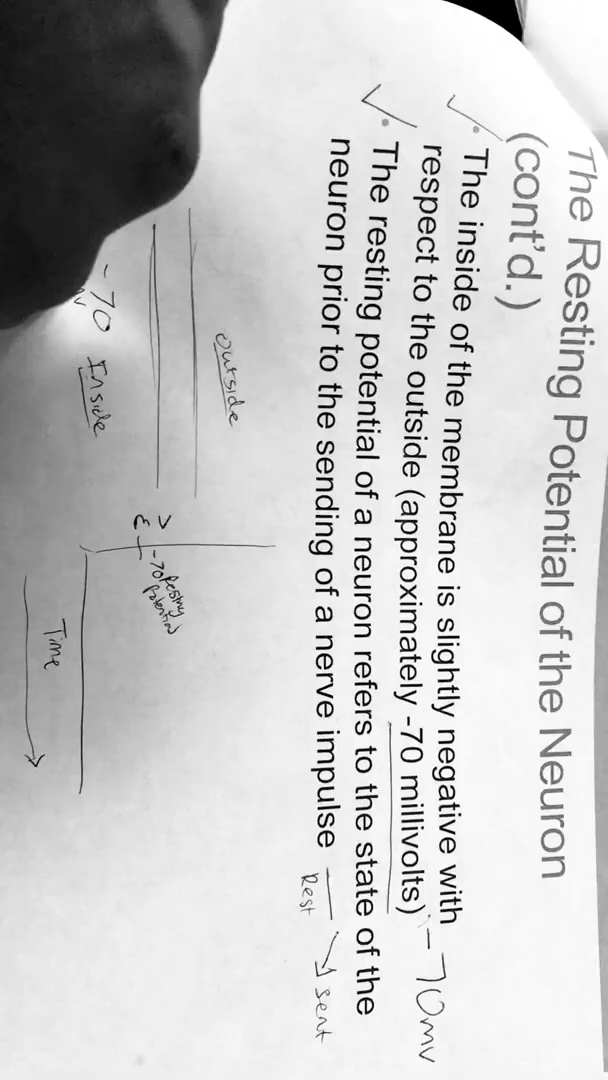 The Resting Potential of the Neuron
(cont'd.)
• The inside of the membrane is slightly negative with
respect to the outside (approximately -70 millivolts) -70mv
• The resting potential of a neuron refers to the state of the
neuron prior to the sending of a nerve impulse
Rest
sent
outside
-70
Inside
-70 Resting
Potential
Time